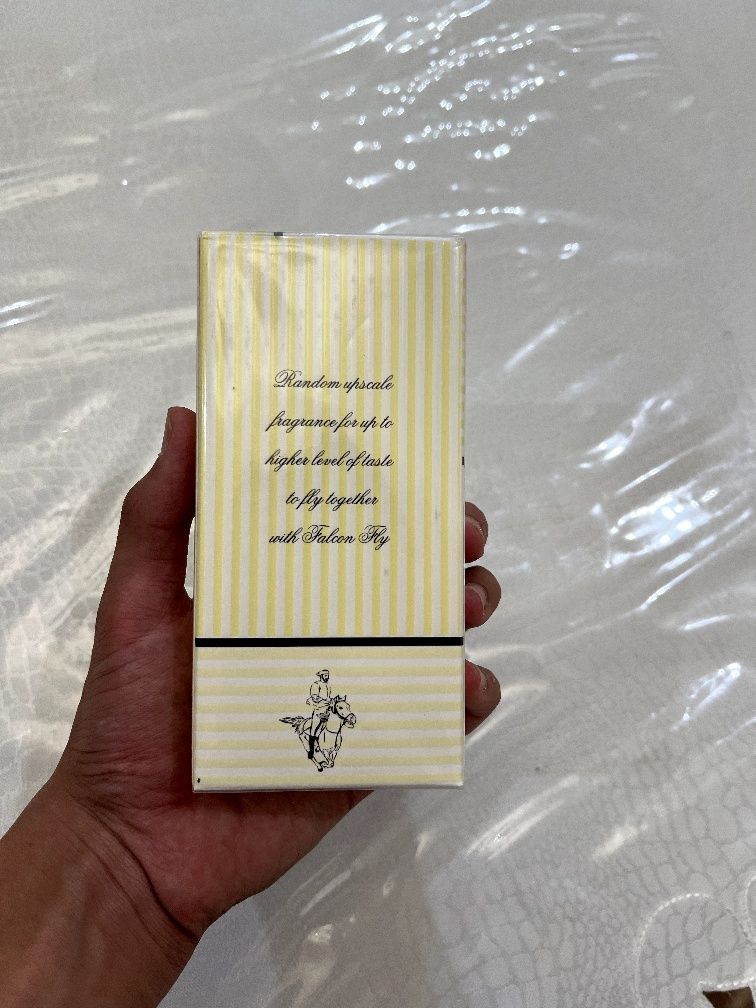 Random upscale
fragrance for up to
higher level of taste
to fly together
with Falcon Fly